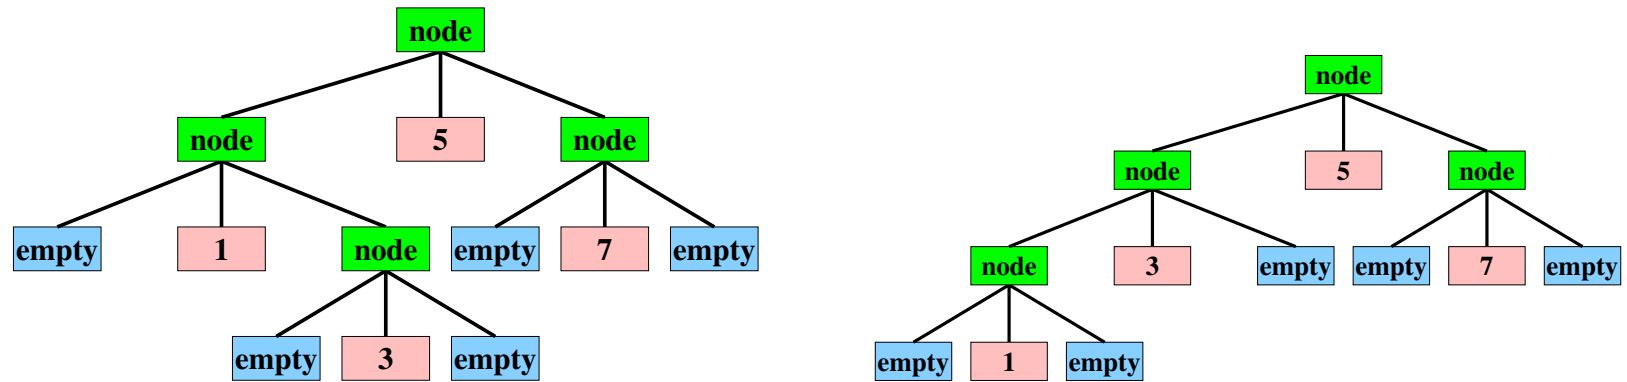 node
node 5 node
empty 1 node empty 7 empty
empty 3 empty
node
node 5 node
node 3 empty empty 7 empty
empty 1 empty